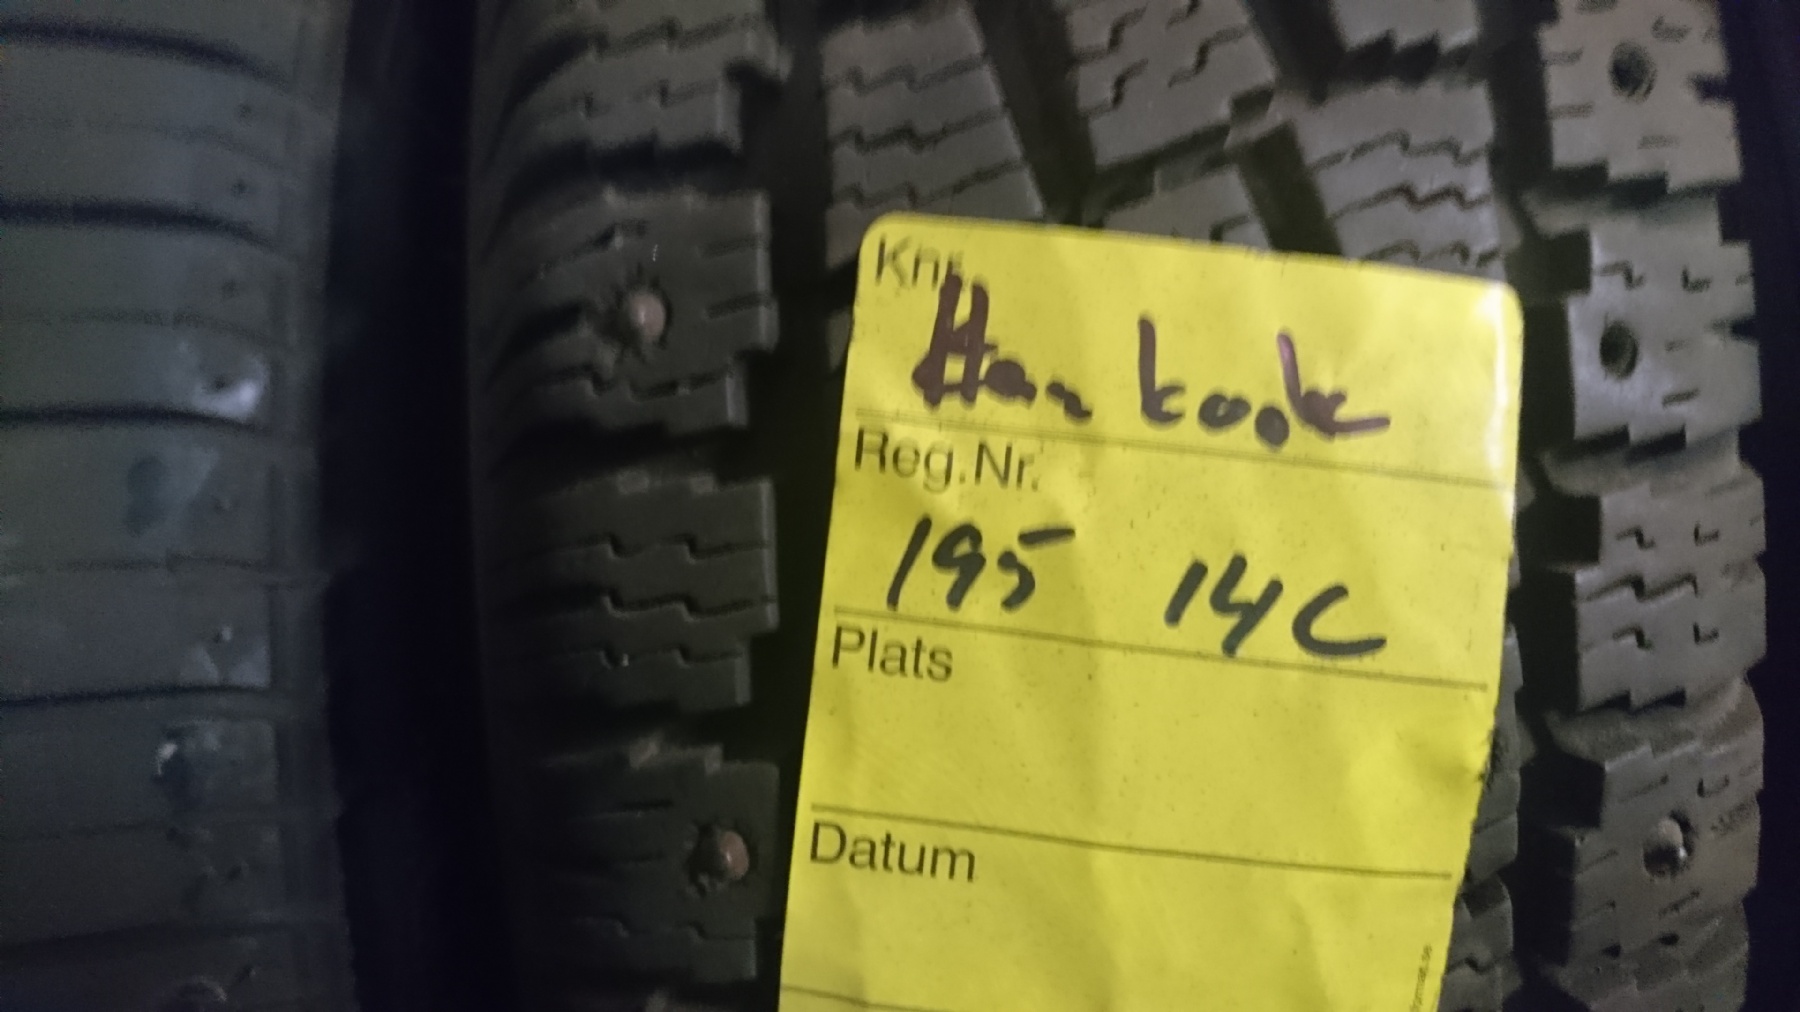 Knr.
Hankook
Reg.Nr.
195 14C
Plats
Datum